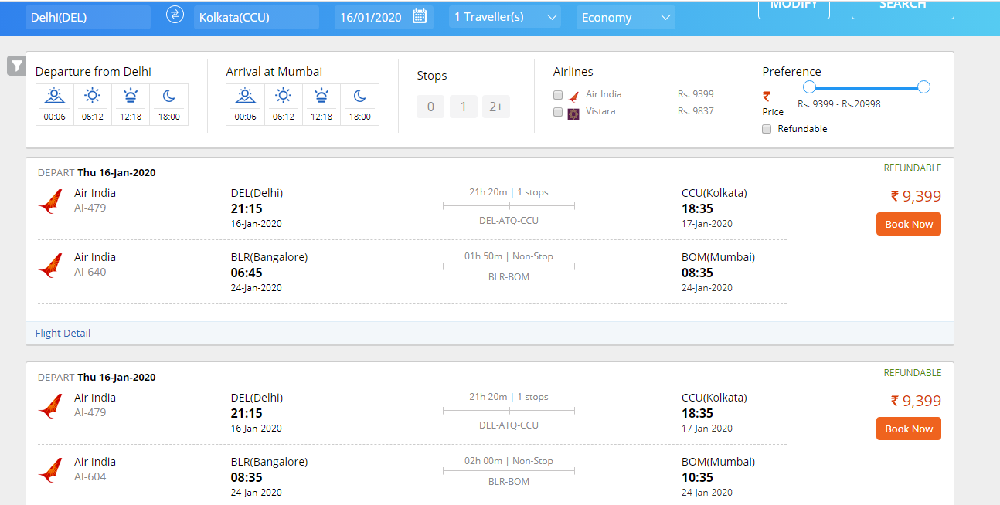 Delhi(DEL) Kolkata(CCU) 16/01/2020 1 Traveller(s) Economy MODIFY SEARCH
Departure from Delhi
00:06 06:12 12:18 18:00
Arrival at Mumbai
00:06 06:12 12:18 18:00
Stops
0 1 2+
Airlines
Air India Rs. 9399
Vistara Rs. 9837
Preference
₹
Price
Rs. 9399 - Rs.20998
Refundable
DEPART Thu 16-Jan-2020
REFUNDABLE
Air India
AI-479
DEL(Delhi)
21:15
16-Jan-2020
21h 20m | 1 stops
DEL-ATQ-CCU
CCU(Kolkata)
18:35
17-Jan-2020
₹ 9,399
Book Now
Air India
AI-640
BLR(Bangalore)
06:45
24-Jan-2020
01h 50m | Non-Stop
BLR-BOM
BOM(Mumbai)
08:35
24-Jan-2020
Flight Detail
DEPART Thu 16-Jan-2020
REFUNDABLE
Air India
AI-479
DEL(Delhi)
21:15
16-Jan-2020
21h 20m | 1 stops
DEL-ATQ-CCU
CCU(Kolkata)
18:35
17-Jan-2020
₹ 9,399
Book Now
Air India
AI-604
BLR(Bangalore)
08:35
24-Jan-2020
02h 00m | Non-Stop
BLR-BOM
BOM(Mumbai)
10:35
24-Jan-2020